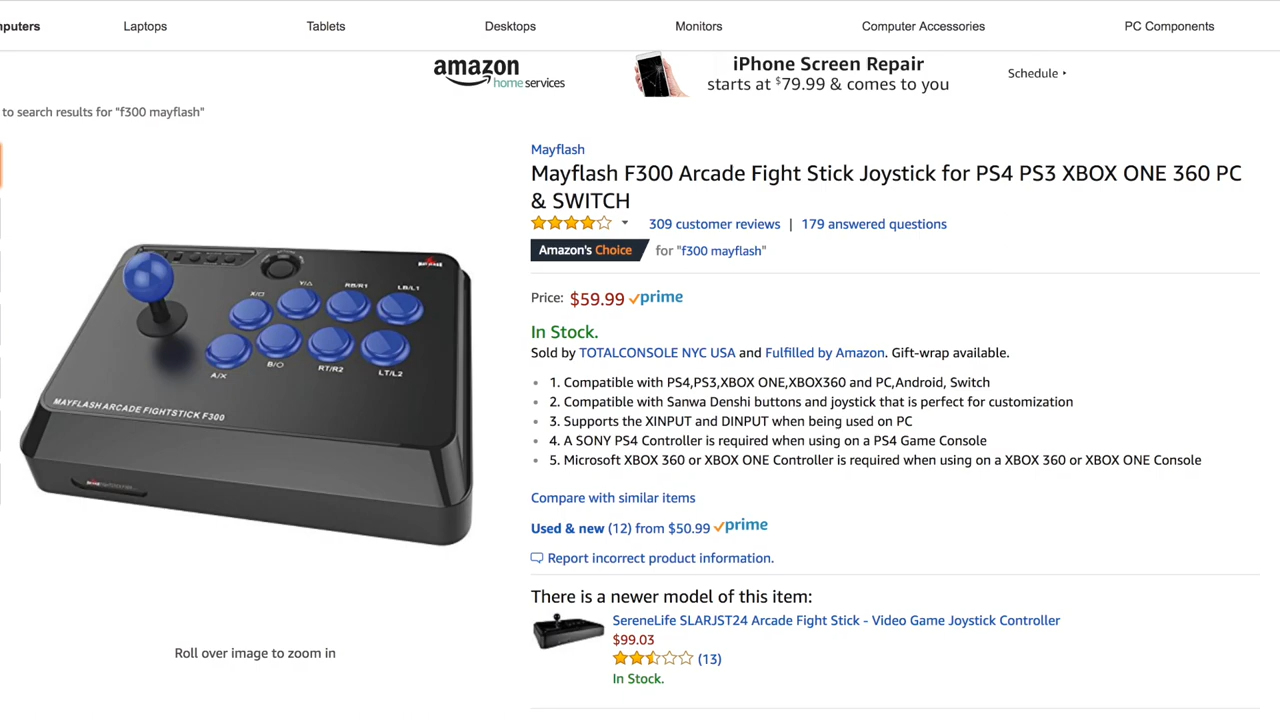 mputers Laptops Tablets Desktops Monitors Computer Accessories PC Components
amazon
home services
iPhone Screen Repair
starts at $79.99 & comes to you
Schedule ▸
to search results for "f300 mayflash"
Mayflash
Mayflash F300 Arcade Fight Stick Joystick for PS4 PS3 XBOX ONE 360 PC
& SWITCH
309 customer reviews | 179 answered questions
Amazon's Choice for "f300 mayflash"
Price: $59.99 prime
In Stock.
Sold by TOTALCONSOLE NYC USA and Fulfilled by Amazon. Gift-wrap available.
• 1. Compatible with PS4,PS3,XBOX ONE,XBOX360 and PC,Android, Switch
• 2. Compatible with Sanwa Denshi buttons and joystick that is perfect for customization
• 3. Supports the XINPUT and DINPUT when being used on PC
• 4. A SONY PS4 Controller is required when using on a PS4 Game Console
• 5. Microsoft XBOX 360 or XBOX ONE Controller is required when using on a XBOX 360 or XBOX ONE Console
Compare with similar items
Used & new (12) from $50.99 prime
Report incorrect product information.
There is a newer model of this item:
SereneLife SLARJST24 Arcade Fight Stick - Video Game Joystick Controller
$99.03
(13)
In Stock.
MAYFLASH
X/□ Y/△ RB/R1 LB/L1
A/✕ B/○ RT/R2 LT/L2
MAYFLASH ARCADE FIGHTSTICK F300
Roll over image to zoom in